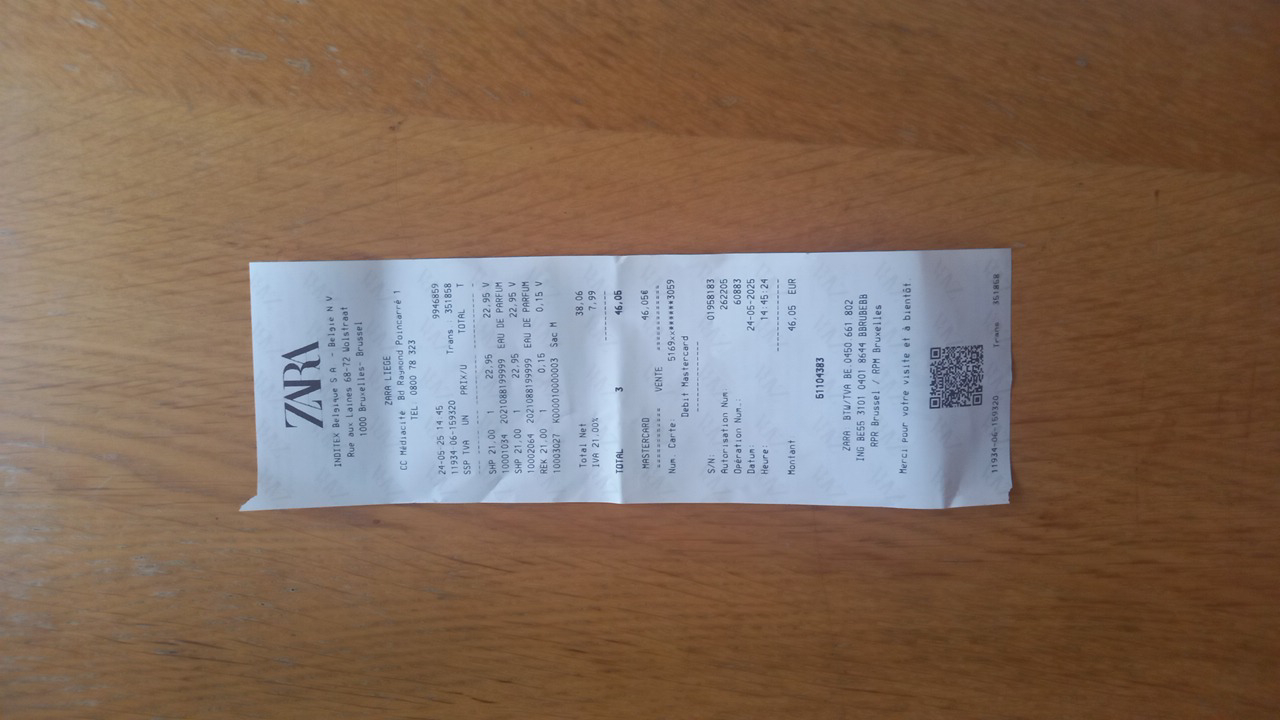 ZARA
INDITEX Belgique S A - Belgie N V
Rue aux Laines 68-72 Wolstraat
1000 Bruxelles- Brussel
ZARA LIEGE
CC Médiacité Bd Raymond Poincarré 1
TEL 0800 78 323
24-05-25 14.45 9946859
11934-06-159320 Trans 351868
SSP TVA UN PRIX/U TOTAL T
SHP 21.00 1 22,95 22,95 V
10001034 2021088199999 EAU DE PARFUM
SHP 21.00 1 22,95 22,95 V
10002064 2021088199999 EAU DE PARFUM
REK 21.00 1 0,15 0,15 V
10003027 K000010000003 Sac M
Total Net 38,06
IVA 21.00% 7,99
TOTAL 3 46,05
MASTERCARD 46,05€
*********** VENTE ***********
Num. Carte: 5169********3059
Debit Mastercard
S/N: 01958183
Autorisation Num 262205
Opération Num.: 60883
Datum: 24-05-2025
Heure: 14:45:24
Montant 46,05 EUR
61104383
ZARA BTW/TVA BE 0450 661 802
ING BE55 3101 0401 8644 BBRUBEBB
RPR Brussel / RPM Bruxelles
Merci pour votre visite et à bientôt.
11934-06-159320 Trans 351868